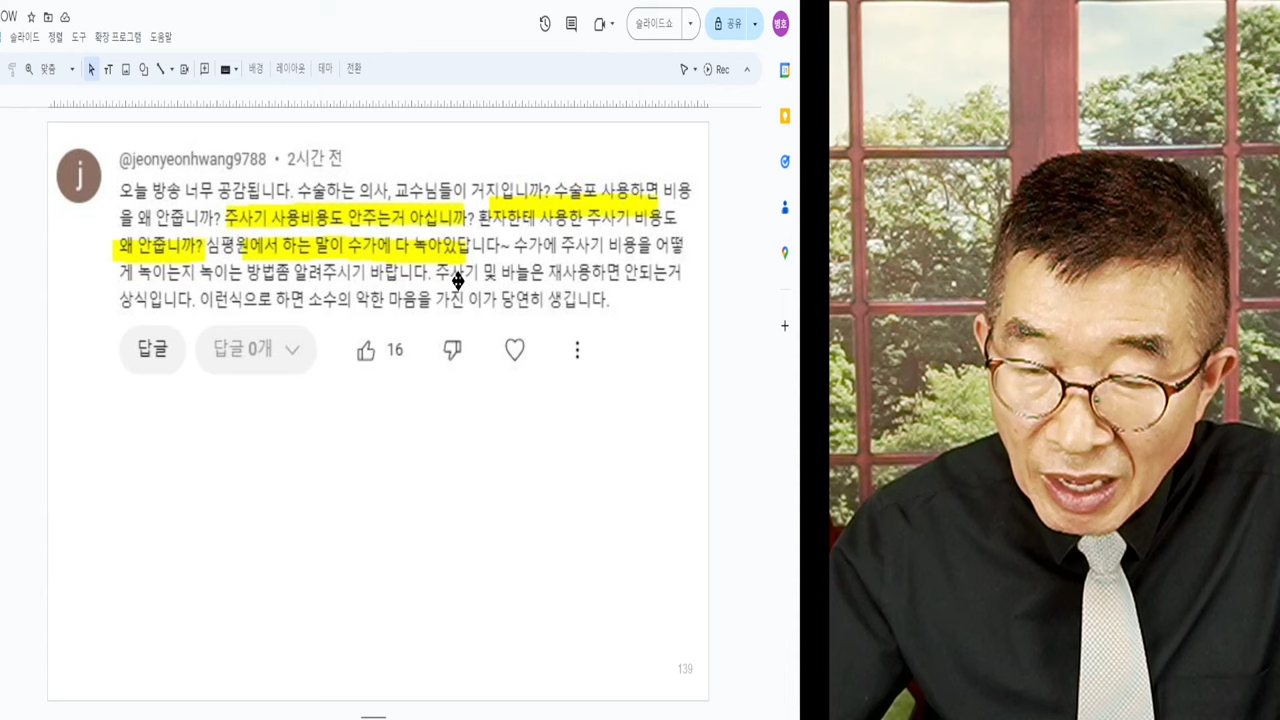 OW
슬라이드 정렬 도구 확장 프로그램 도움말
슬라이드쇼
공유
병호
맞춤
배경 레이아웃 테마 전환
Rec
j
@jeonyeonhwang9788 • 2시간 전
오늘 방송 너무 공감됩니다. 수술하는 의사, 교수님들이 거지입니까? 수술포 사용하면 비용
을 왜 안줍니까? 주사기 사용비용도 안주는거 아십니까? 환자한테 사용한 주사기 비용도
왜 안줍니까? 심평원에서 하는 말이 수가에 다 녹아있답니다~ 수가에 주사기 비용을 어떻
게 녹이는지 녹이는 방법쫌 알려주시기 바랍니다. 주사기 및 바늘은 재사용하면 안되는거
상식입니다. 이런식으로 하면 소수의 악한 마음을 가진 이가 당연히 생깁니다.
답글
답글 0개
16
139